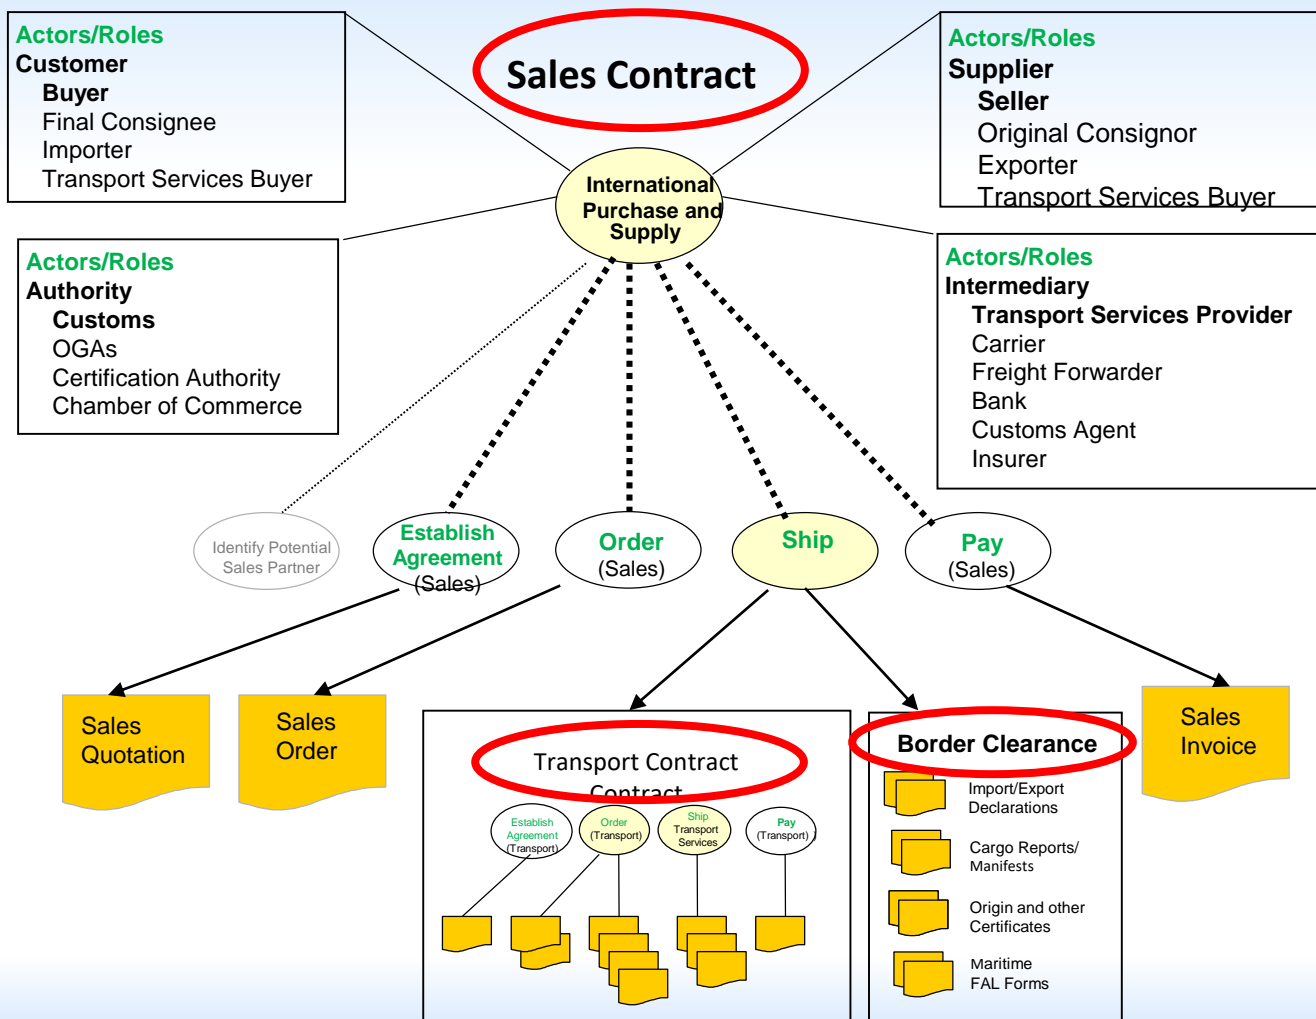 Actors/Roles
Customer
Buyer
Final Consignee
Importer
Transport Services Buyer
Sales Contract
Actors/Roles
Supplier
Seller
Original Consignor
Exporter
Transport Services Buyer
International
Purchase and
Supply
Actors/Roles
Authority
Customs
OGAs
Certification Authority
Chamber of Commerce
Actors/Roles
Intermediary
Transport Services Provider
Carrier
Freight Forwarder
Bank
Customs Agent
Insurer
Identify Potential
Sales Partner
Establish
Agreement
(Sales)
Order
(Sales)
Ship
Pay
(Sales)
Sales
Quotation
Sales
Order
Transport Contract
Contract
Establish
Agreement
(Transport)
Order
(Transport)
Ship
Transport
Services
Pay
(Transport)
Border Clearance
Import/Export
Declarations
Cargo Reports/
Manifests
Origin and other
Certificates
Maritime
FAL Forms
Sales
Invoice